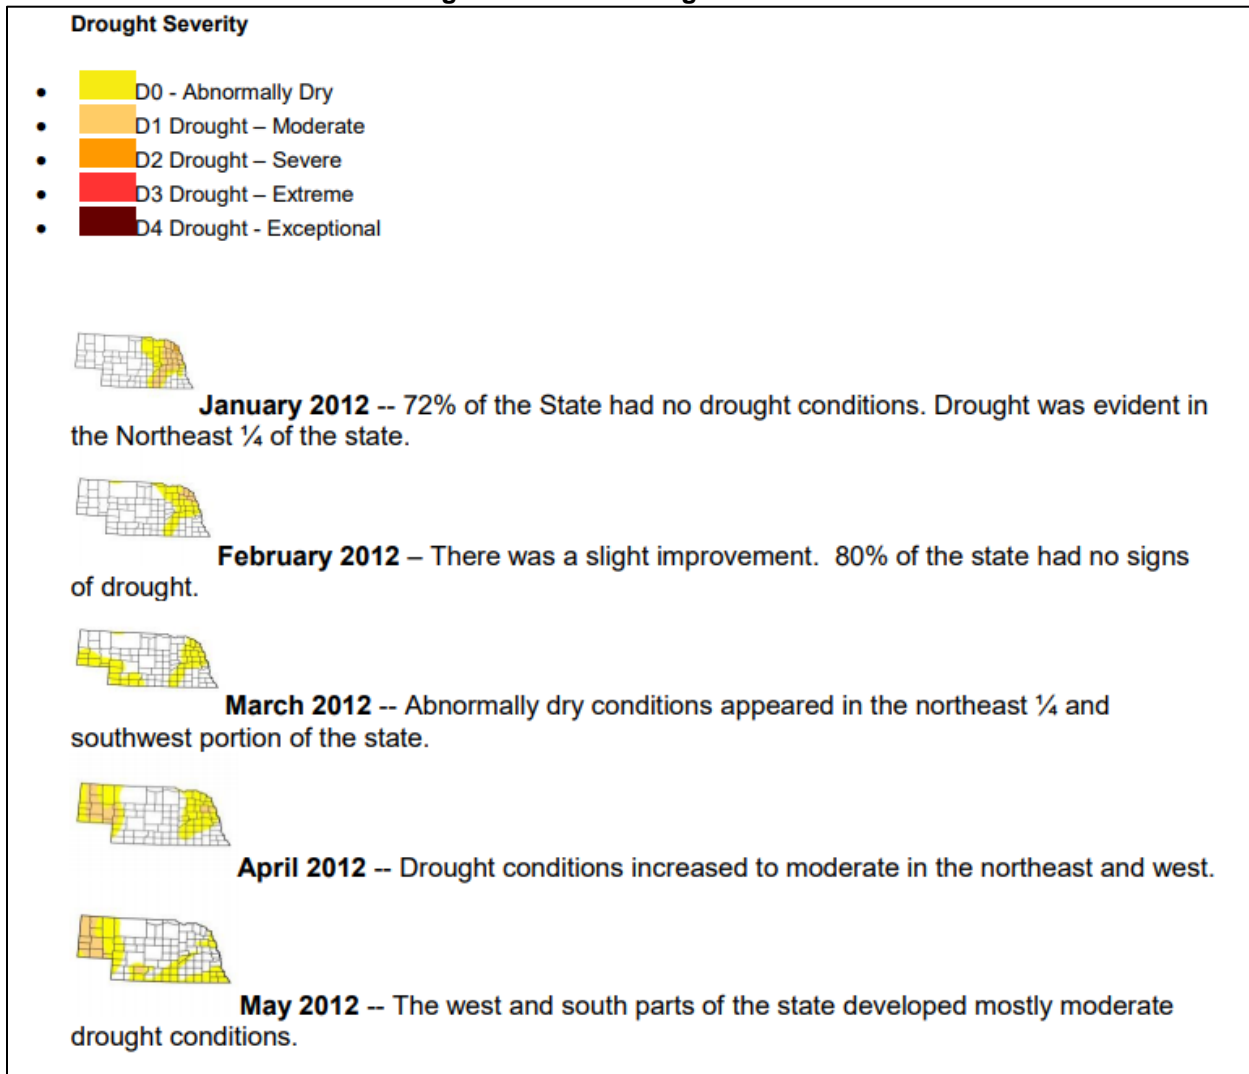 Drought Severity
• D0 - Abnormally Dry
• D1 Drought – Moderate
• D2 Drought – Severe
• D3 Drought – Extreme
• D4 Drought - Exceptional
January 2012 -- 72% of the State had no drought conditions. Drought was evident in
the Northeast ¼ of the state.
February 2012 – There was a slight improvement.  80% of the state had no signs
of drought.
March 2012 -- Abnormally dry conditions appeared in the northeast ¼ and
southwest portion of the state.
April 2012 -- Drought conditions increased to moderate in the northeast and west.
May 2012 -- The west and south parts of the state developed mostly moderate
drought conditions.